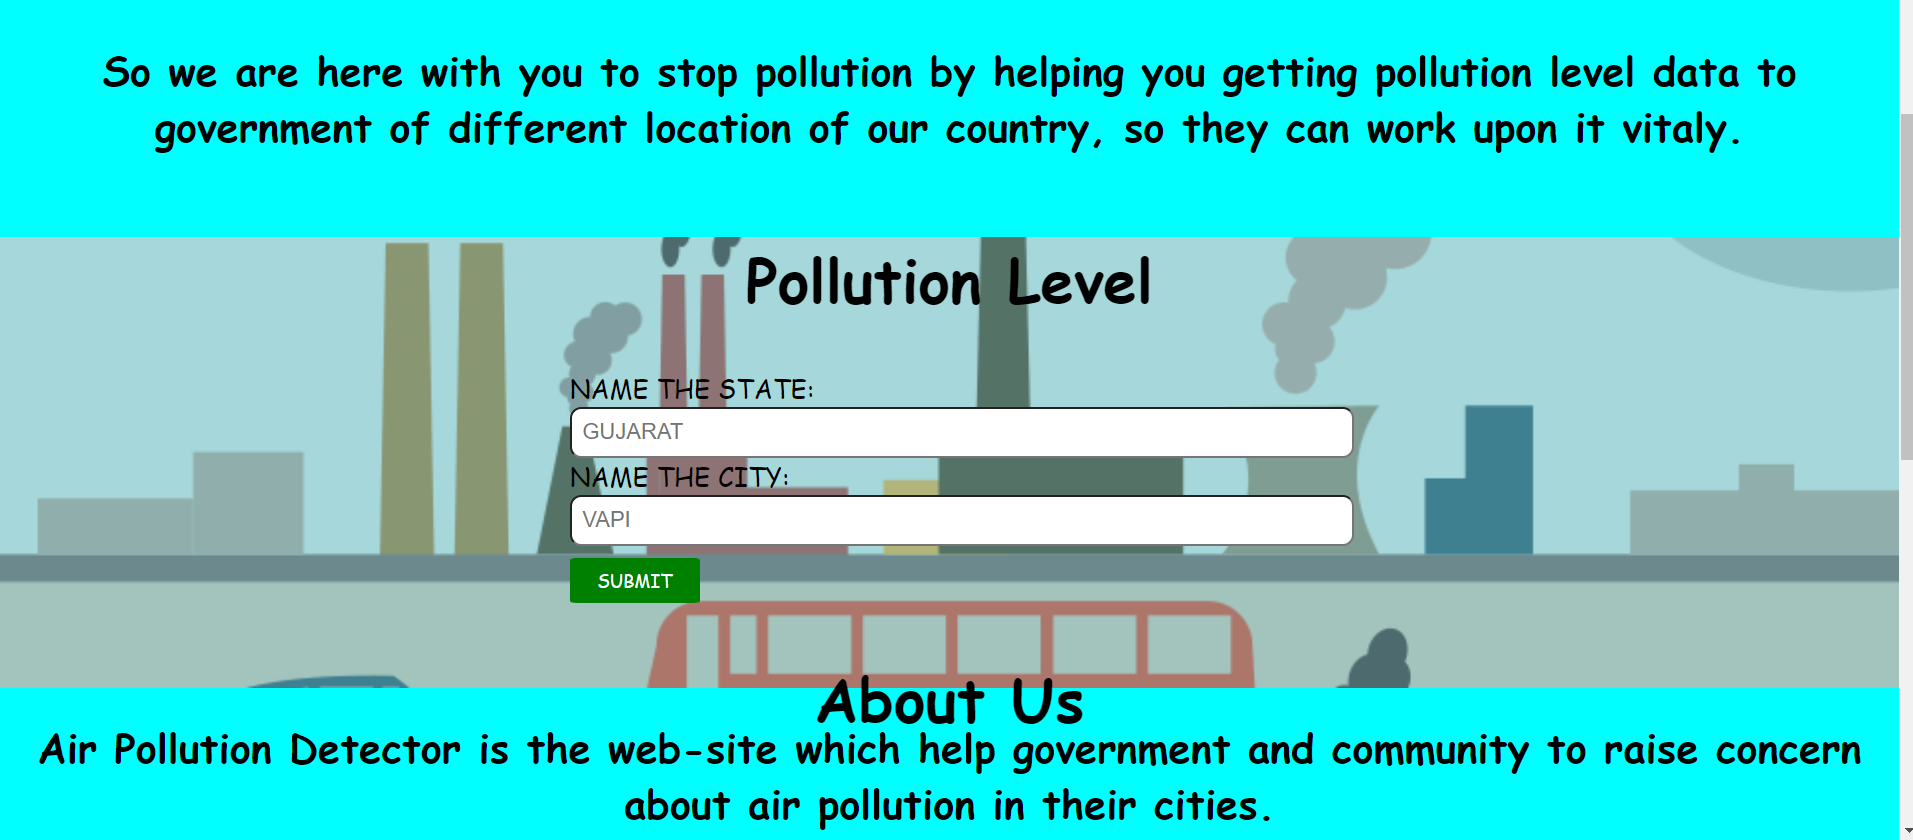 So we are here with you to stop pollution by helping you getting pollution level data to
government of different location of our country, so they can work upon it vitaly.
Pollution Level
NAME THE STATE:
GUJARAT
NAME THE CITY:
VAPI
SUBMIT
About Us
Air Pollution Detector is the web-site which help government and community to raise concern
about air pollution in their cities.